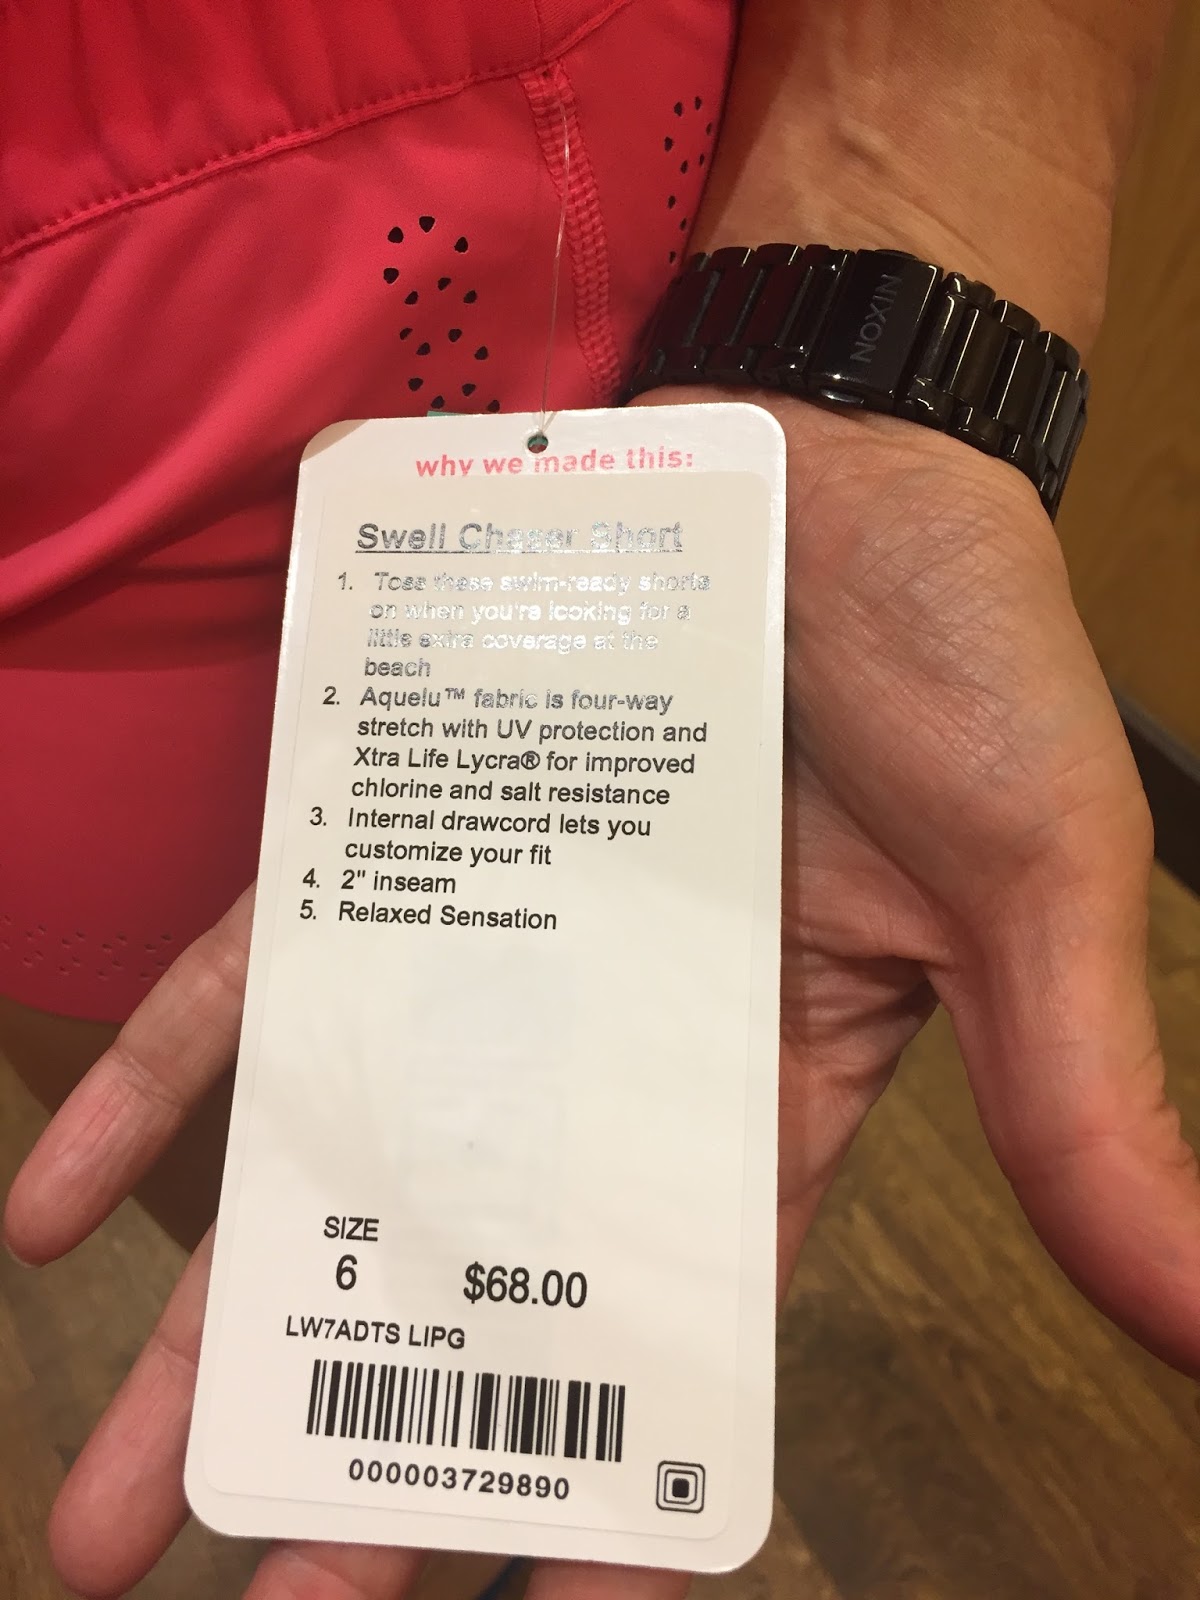 NIXON
why we made this:
Swell Chaser Short
1. Toss these swim-ready shorts
on when you're looking for a
little extra coverage at the
beach
2. Aquelu™ fabric is four-way
stretch with UV protection and
Xtra Life Lycra® for improved
chlorine and salt resistance
3. Internal drawcord lets you
customize your fit
4. 2" inseam
5. Relaxed Sensation
SIZE
6 $68.00
LW7ADTS LIPG
000003729890